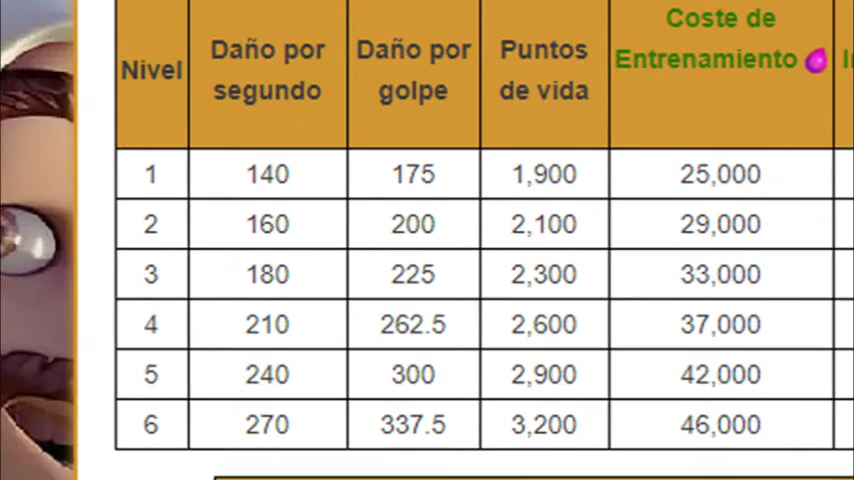 Nivel Daño por segundo Daño por golpe Puntos de vida Coste de Entrenamiento
1 140 175 1,900 25,000
2 160 200 2,100 29,000
3 180 225 2,300 33,000
4 210 262.5 2,600 37,000
5 240 300 2,900 42,000
6 270 337.5 3,200 46,000